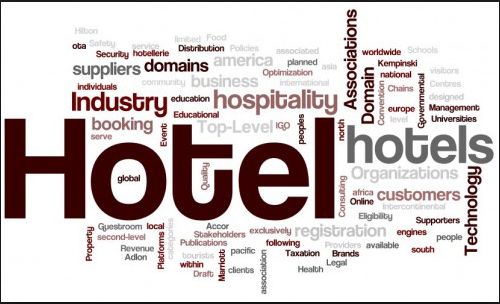 Hilton
ota
Safety
service
limited
Food
Security
hotellerie
Distribution
Policies
associated
suppliers
domains
america
planned
asia
Optimization
individuals
community
business
international
Industry
education
hospitality
booking
Educational
serve
Event
Top-Level
IGO
peoples
north
Associations
Domain
worldwide
Schools
Kempinski
national
visitors
Chains
Centres
Convention
europe
Governmental
designed
Management
level
Universities
Hotel
hotels
global
Quality
Organizations
Technology
Consulting
africa
Online
customers
intercontinental
Eligibility
Supporters
registration
engines
people
Providers
available
south
Property
Guestroom
local
second-level
Platforms
categories
Revenue
Adlon
Accor
Stakeholders
exclusively
Publications
following
tourists
within
Draft
Marriott
pacific
clients
association
Taxation
Brands
Health
Legal